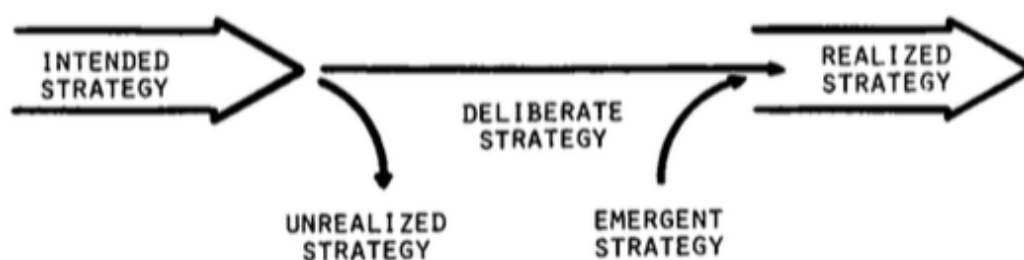 INTENDED
STRATEGY
REALIZED
STRATEGY
DELIBERATE
STRATEGY
UNREALIZED
STRATEGY
EMERGENT
STRATEGY